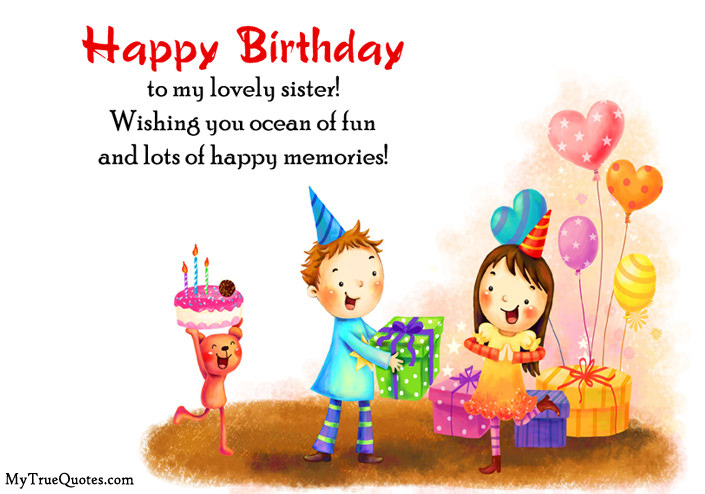 Happy Birthday
to my lovely sister!
Wishing you ocean of fun
and lots of happy memories!
MyTrueQuotes.com